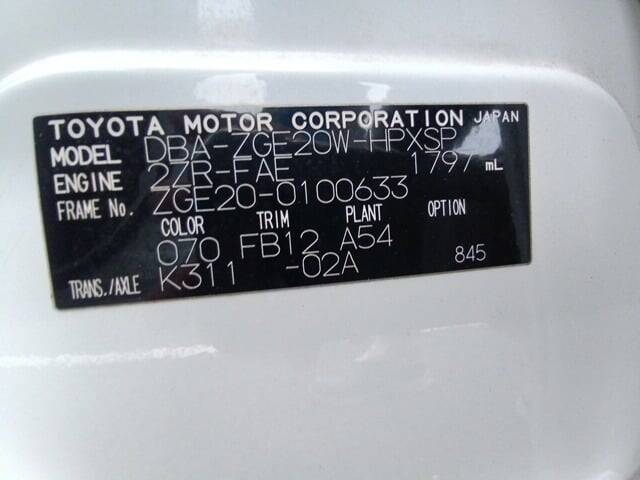 TOYOTA MOTOR CORPORATION JAPAN
MODEL DBA-ZGE20W-HPXSP
ENGINE 2ZR-FAE 1797 mL
FRAME No. ZGE20-0100633
COLOR TRIM PLANT OPTION
070 FB12 A54
TRANS./AXLE K311 -02A 845